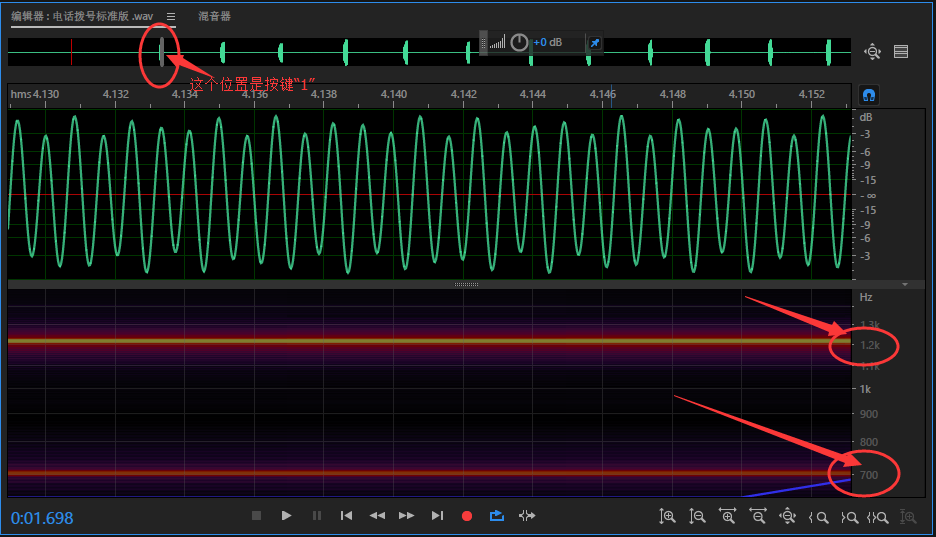 编辑器 : 电话拨号标准版 .wav ☰ 混音器
+0 dB
这个位置是按键"1"
hms 4.130 4.132 4.134 4.136 4.138 4.140 4.142 4.144 4.146 4.148 4.150 4.152
dB
-3
-6
-9
-15
-∞
-15
-9
-6
-3
Hz
1.3k
1.2k
1.1k
1k
900
800
700
0:01.698